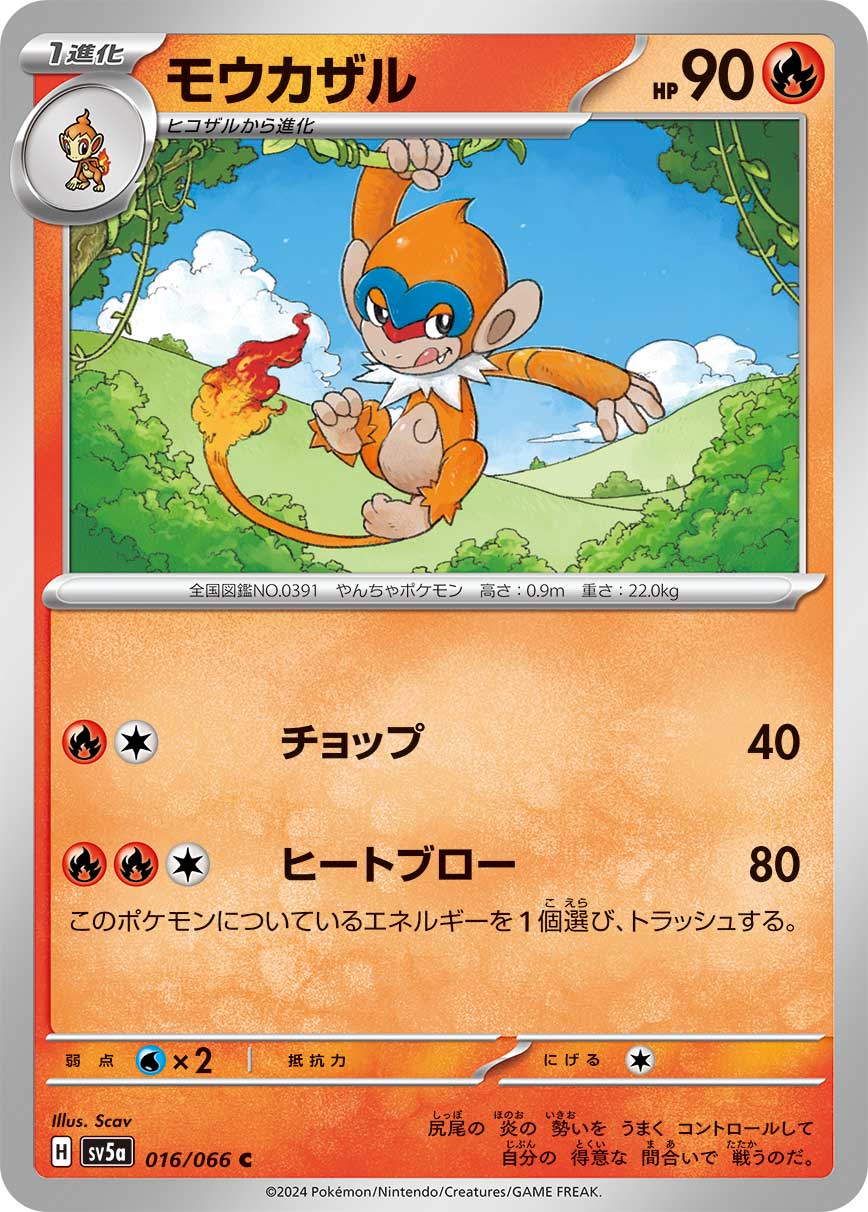 1進化
モウカザル
HP 90
ヒコザルから進化
全国図鑑NO.0391 やんちゃポケモン 高さ:0.9m 重さ:22.0kg
チョップ 40
ヒートブロー 80
このポケモンについているエネルギーを1個選び、トラッシュする。
弱点 ×2 抵抗力 にげる
Illus. Scav
尻尾の 炎の 勢いを うまく コントロールして
自分の 得意な 間合いで 戦うのだ。
H sv5a 016/066 C
©2024 Pokémon/Nintendo/Creatures/GAME FREAK.